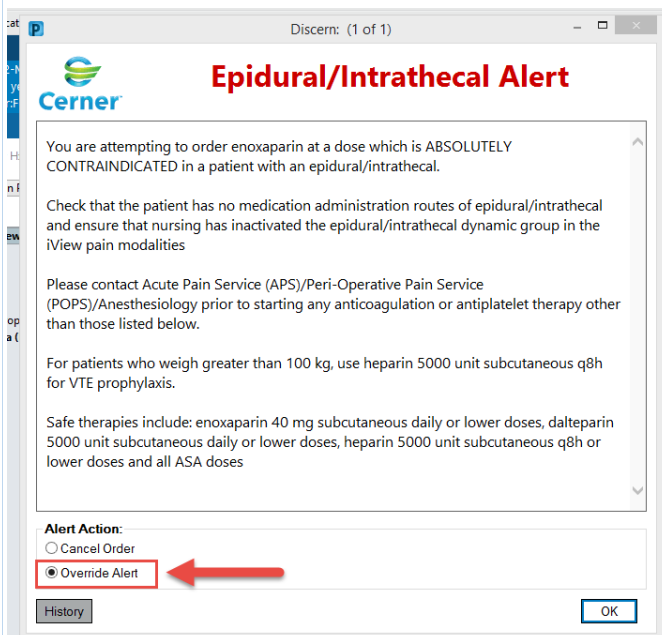 Discern: (1 of 1)
Cerner
Epidural/Intrathecal Alert
You are attempting to order enoxaparin at a dose which is ABSOLUTELY
CONTRAINDICATED in a patient with an epidural/intrathecal.
Check that the patient has no medication administration routes of epidural/intrathecal
and ensure that nursing has inactivated the epidural/intrathecal dynamic group in the
iView pain modalities
Please contact Acute Pain Service (APS)/Peri-Operative Pain Service
(POPS)/Anesthesiology prior to starting any anticoagulation or antiplatelet therapy other
than those listed below.
For patients who weigh greater than 100 kg, use heparin 5000 unit subcutaneous q8h
for VTE prophylaxis.
Safe therapies include: enoxaparin 40 mg subcutaneous daily or lower doses, dalteparin
5000 unit subcutaneous daily or lower doses, heparin 5000 unit subcutaneous q8h or
lower doses and all ASA doses
Alert Action:
Cancel Order
Override Alert
History
OK